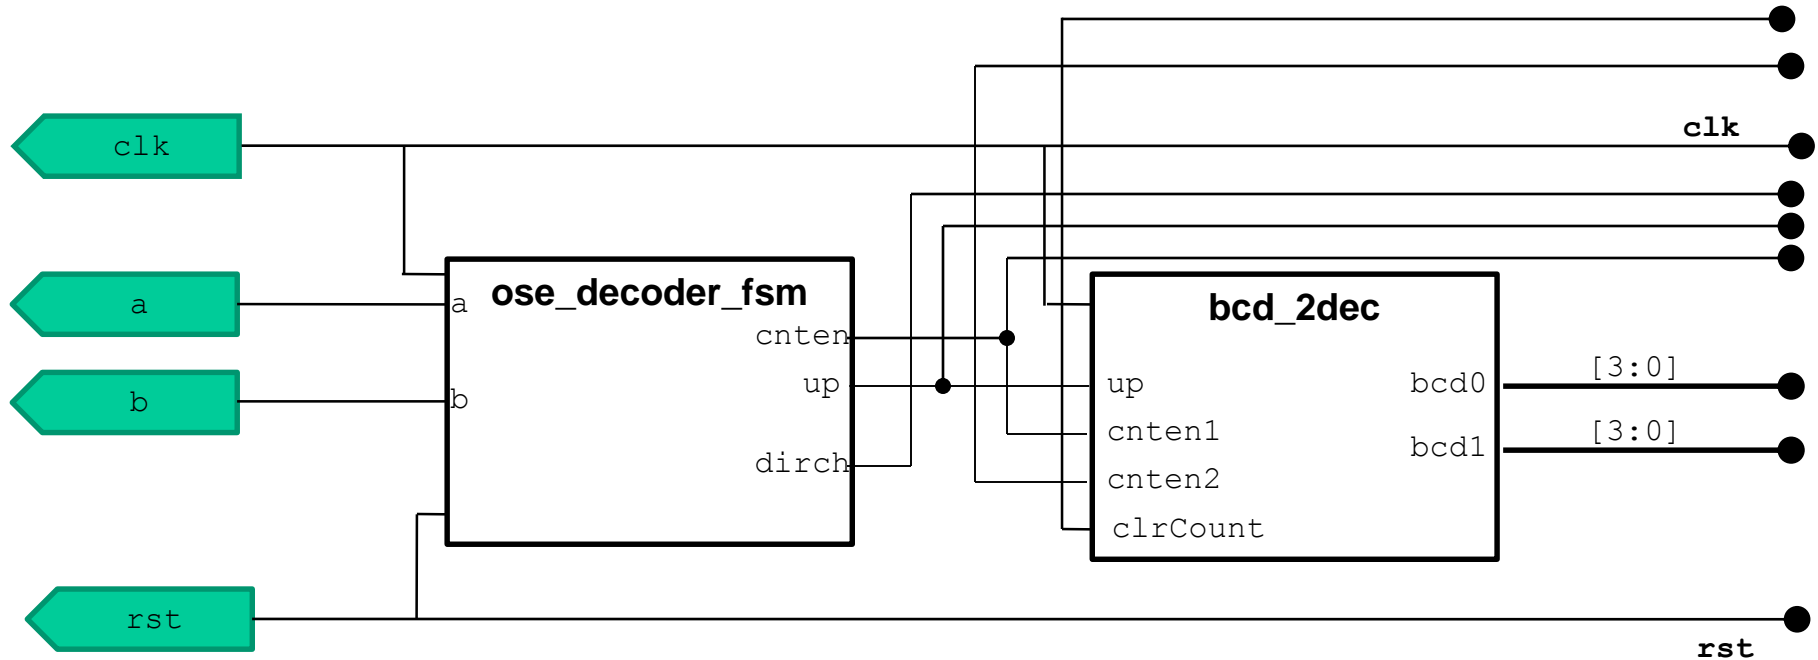 clk
clk
a
b
rst
rst
ose_decoder_fsm
a
b
cnten
up
dirch
bcd_2dec
up
cnten1
cnten2
clrCount
bcd0
bcd1
[3:0]
[3:0]